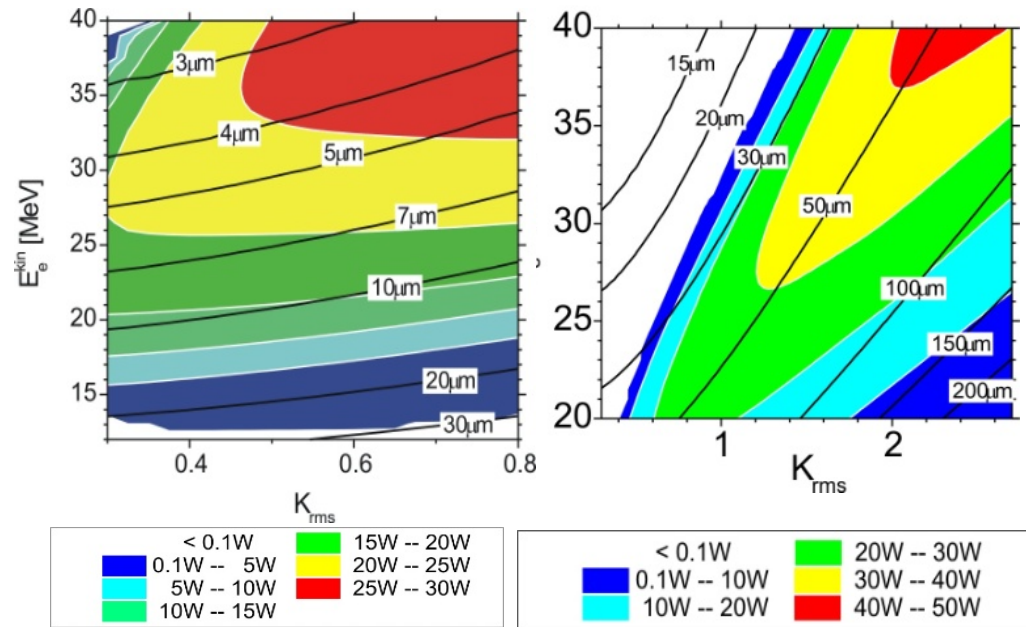 40
35
30
25
20
15
E_e^kin [MeV]
3µm
4µm
5µm
7µm
10µm
20µm
30µm
0.4 0.6 0.8
K_rms
40
35
30
25
20
15µm
20µm
30µm
50µm
100µm
150µm
200µm
1 2
K_rms
< 0.1W
0.1W -- 5W
5W -- 10W
10W -- 15W
15W -- 20W
20W -- 25W
25W -- 30W
< 0.1W
0.1W -- 10W
10W -- 20W
20W -- 30W
30W -- 40W
40W -- 50W